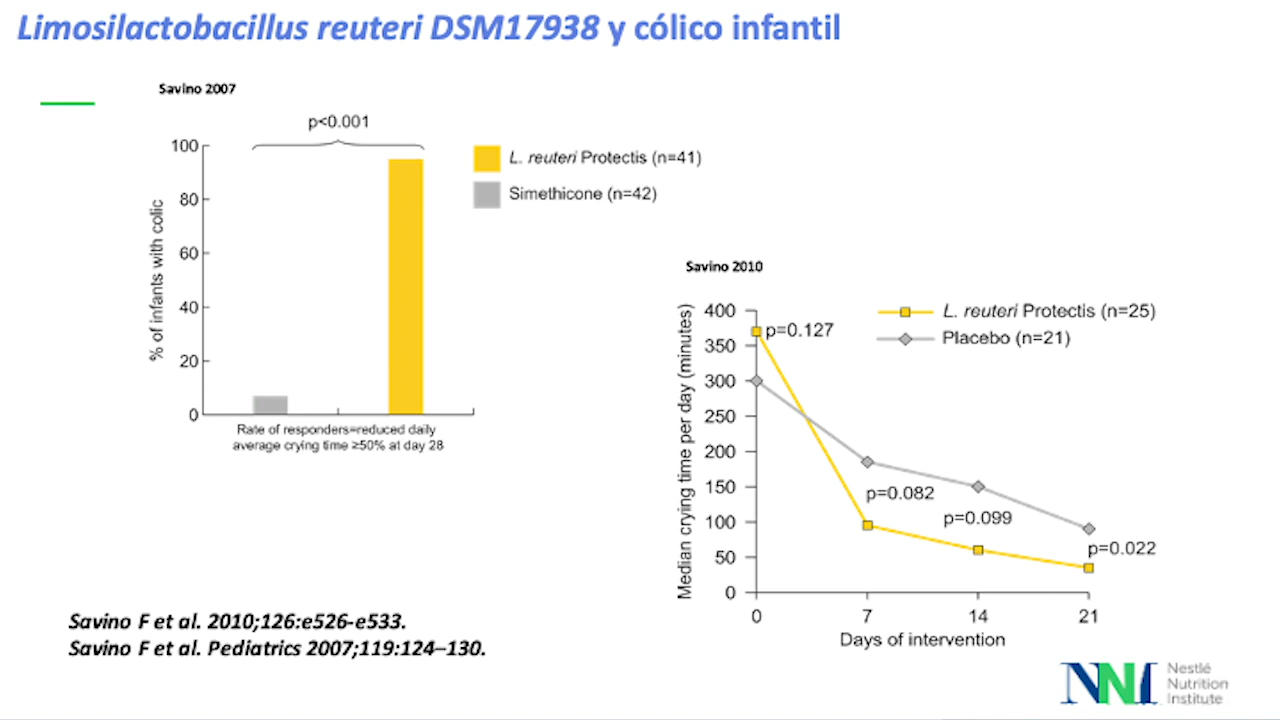 Limosilactobacillus reuteri DSM17938 y cólico infantil
Savino 2007
p<0.001
100
80
60
40
20
0
% of infants with colic
L. reuteri Protectis (n=41)
Simethicone (n=42)
Rate of responders=reduced daily
average crying time ≥50% at day 28
Savino 2010
400
350
300
250
200
150
100
50
0
Median crying time per day (minutes)
L. reuteri Protectis (n=25)
Placebo (n=21)
p=0.127
p=0.082
p=0.099
p=0.022
0 7 14 21
Days of intervention
Savino F et al. 2010;126:e526-e533.
Savino F et al. Pediatrics 2007;119:124–130.
NNI
Nestlé
Nutrition
Institute